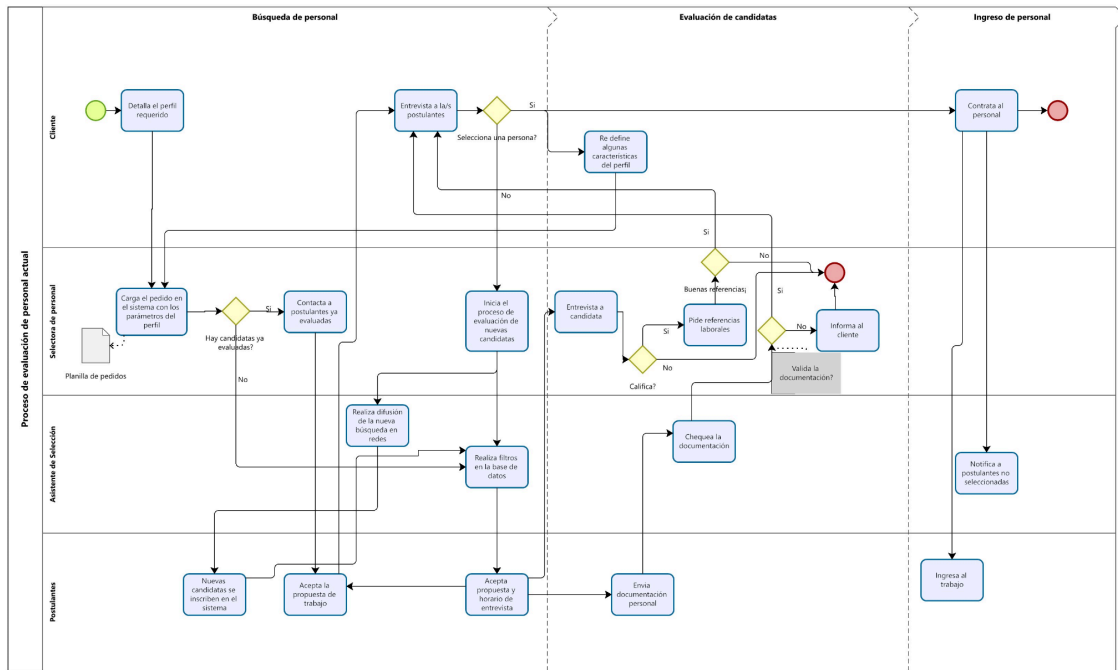 Búsqueda de personal
Evaluación de candidatas
Ingreso de personal
Proceso de evaluación de personal actual
Cliente
Detalla el perfil
requerido
Entrevista a la/s
postulantes
Selecciona una persona?
Si
No
Re define
algunas
características
del perfil
Contrata al
personal
Selectora de personal
Carga el pedido en
el sistema con los
parámetros del
perfil
Planilla de pedidos
Hay candidatas ya
evaluadas?
Si
No
Contacta a
postulantes ya
evaluadas
Inicia el
proceso de
evaluación de
nuevas
candidatas
Entrevista a
candidata
Califica?
Si
No
Pide referencias
laborales
Buenas referencias¿
Si
No
Valida la
documentación?
Si
No
Informa al
cliente
Asistente de Selección
Realiza difusión
de la nueva
búsqueda en
redes
Realiza filtros
en la base de
datos
Chequea la
documentación
Notifica a
postulantes no
seleccionadas
Postulantes
Nuevas
candidatas se
inscriben en el
sistema
Acepta la
propuesta de
trabajo
Acepta
propuesta y
horario de
entrevista
Envia
documentación
personal
Ingresa al
trabajo